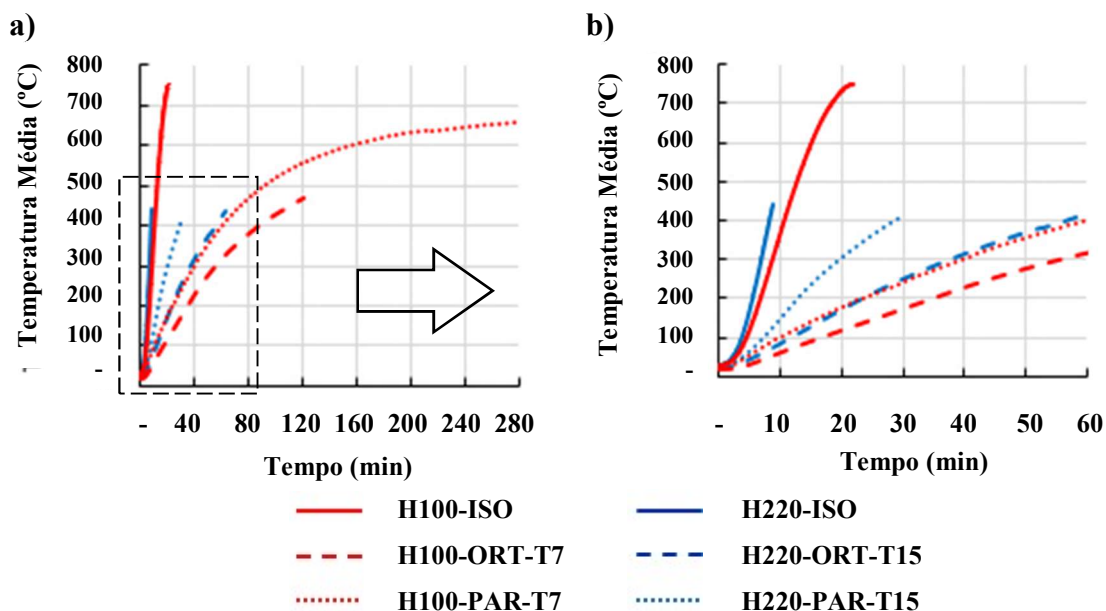 a)
Temperatura Média (ºC)
800
700
600
500
400
300
200
100
-
- 40 80 120 160 200 240 280
Tempo (min)
b)
Temperatura Média (ºC)
800
700
600
500
400
300
200
100
-
- 10 20 30 40 50 60
Tempo (min)
H100-ISO
H220-ISO
H100-ORT-T7
H220-ORT-T15
H100-PAR-T7
H220-PAR-T15